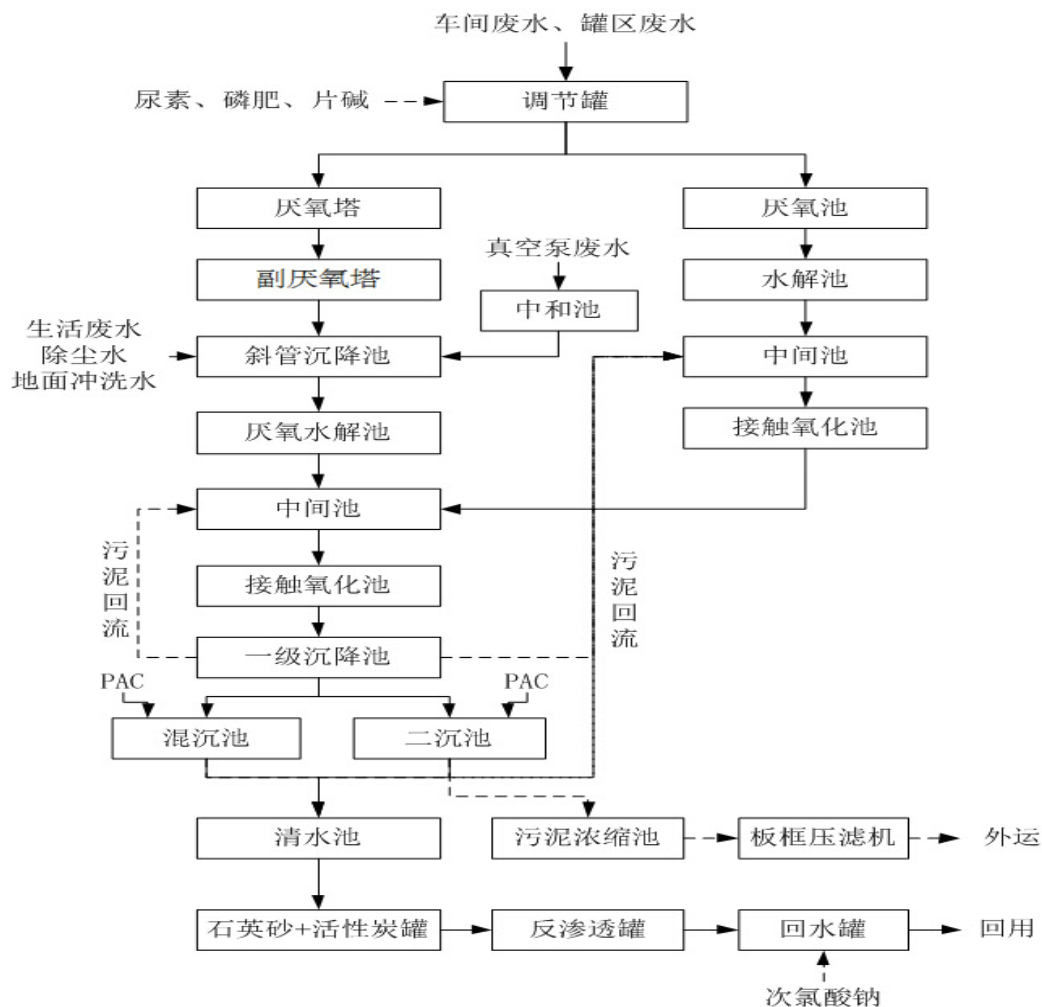 车间废水、罐区废水
尿素、磷肥、片碱
调节罐
厌氧塔
厌氧池
真空泵废水
副厌氧塔
水解池
中和池
生活废水
除尘水
地面冲洗水
斜管沉降池
中间池
厌氧水解池
接触氧化池
中间池
污泥回流
污泥回流
接触氧化池
一级沉降池
PAC
PAC
混沉池
二沉池
清水池
污泥浓缩池
板框压滤机
外运
石英砂+活性炭罐
反渗透罐
回水罐
回用
次氯酸钠